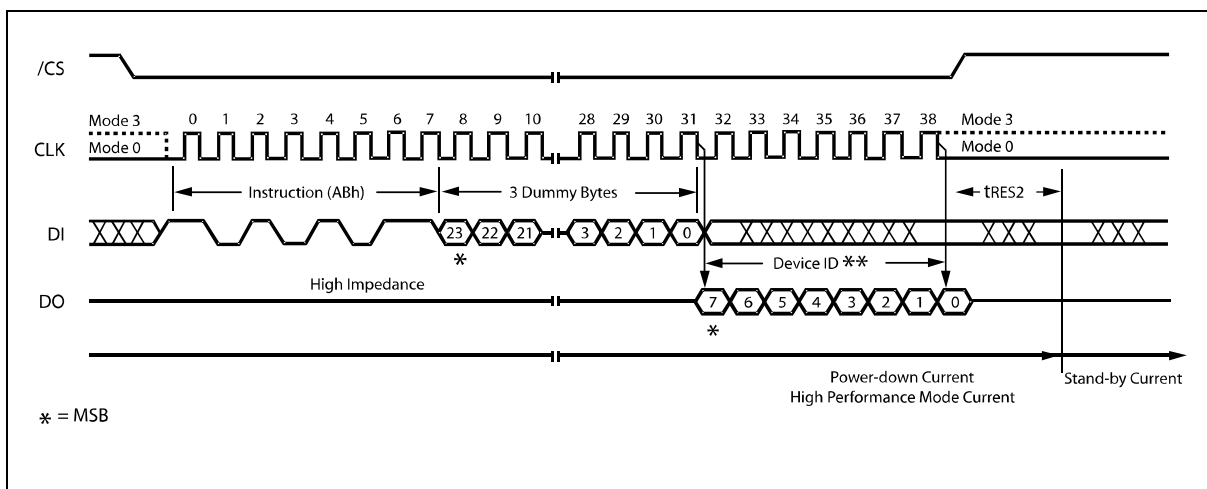 /CS
Mode 3 0 1 2 3 4 5 6 7 8 9 10 28 29 30 31 32 33 34 35 36 37 38 Mode 3
CLK Mode 0 Mode 0
Instruction (ABh) 3 Dummy Bytes tRES2
DI 23 22 21 3 2 1 0
* Device ID **
High Impedance
DO 7 6 5 4 3 2 1 0
*
Power-down Current Stand-by Current
High Performance Mode Current
* = MSB